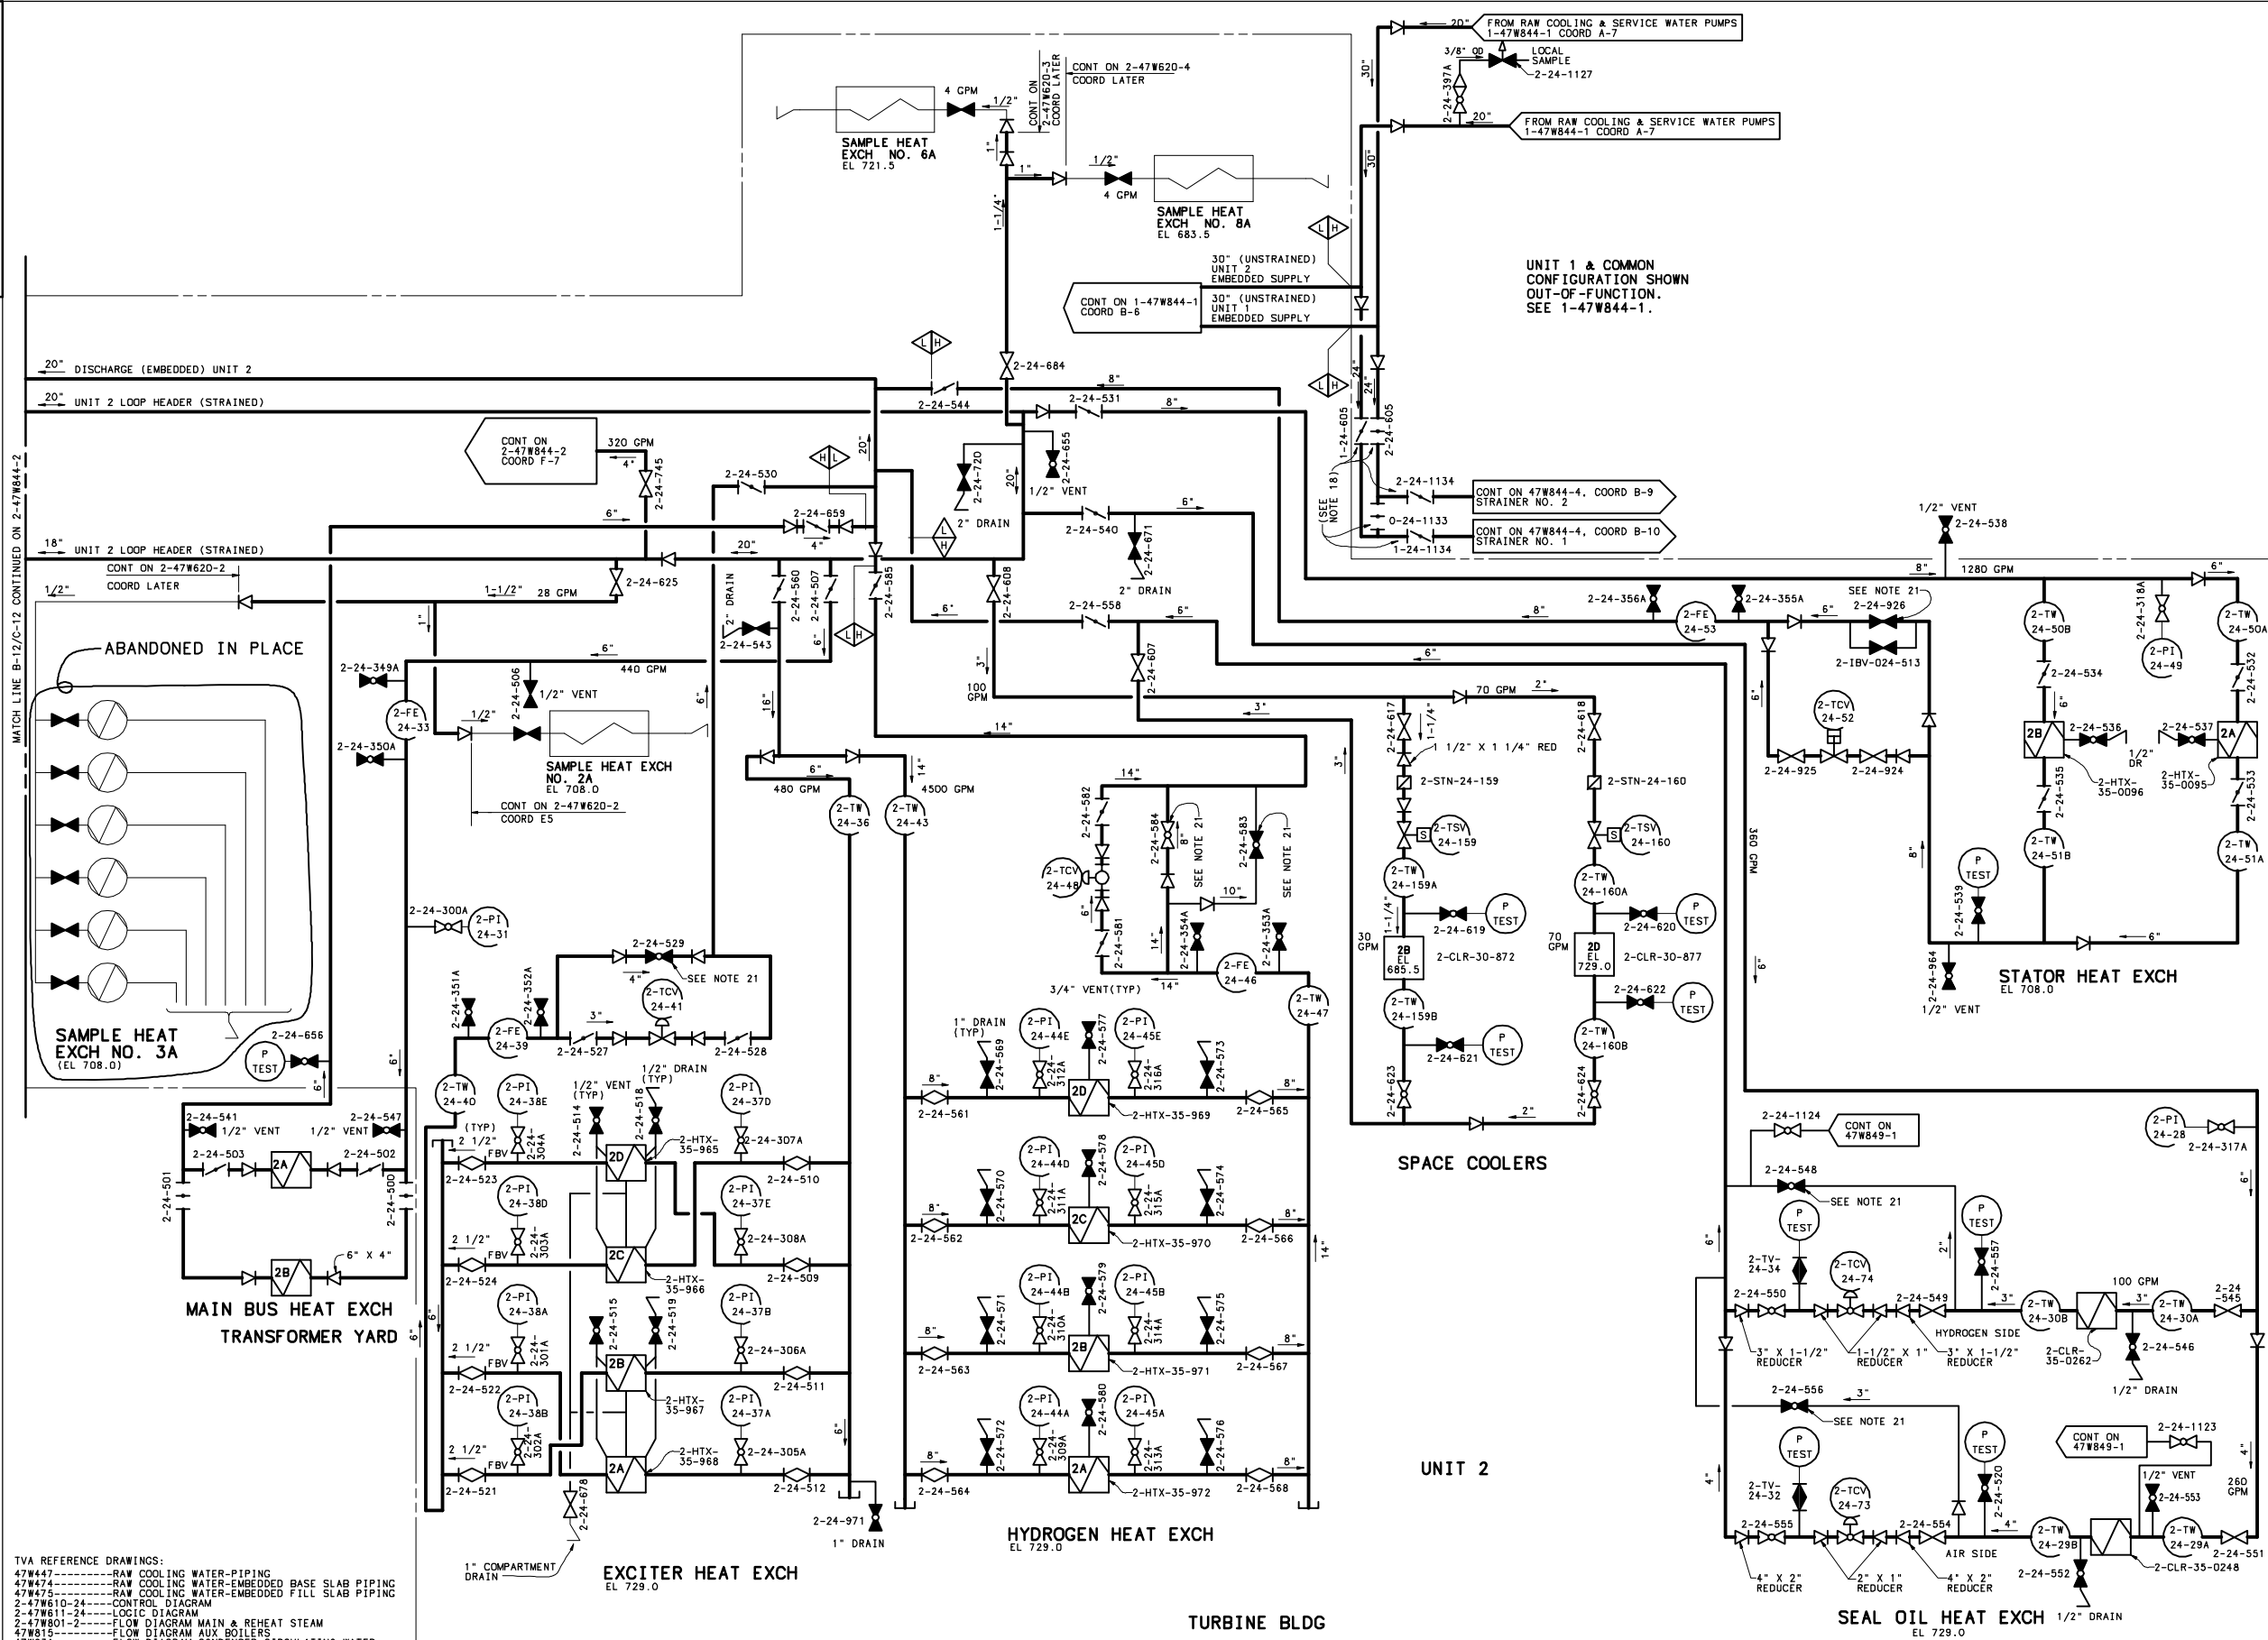 FROM RAW COOLING & SERVICE WATER PUMPS
1-47W844-1 COORD A-7
20"
3/8" OD
LOCAL
SAMPLE
2-24-1127
2-24-397A
30"
20"
FROM RAW COOLING & SERVICE WATER PUMPS
1-47W844-1 COORD A-7
30"
CONT ON
2-47W620-3
COORD LATER
CONT ON 2-47W620-4
COORD LATER
4 GPM
1/2"
SAMPLE HEAT
EXCH NO. 6A
EL 721.5
1"
1"
1/2"
4 GPM
SAMPLE HEAT
EXCH NO. 8A
EL 683.5
1-1/4"
L H
30" (UNSTRAINED)
UNIT 2
EMBEDDED SUPPLY
30" (UNSTRAINED)
UNIT 1
EMBEDDED SUPPLY
CONT ON 1-47W844-1
COORD B-6
UNIT 1 & COMMON
CONFIGURATION SHOWN
OUT-OF-FUNCTION.
SEE 1-47W844-1.
L H
L H
24"
24"
MATCH LINE B-12/C-12 CONTINUED ON 2-47W844-2
20" DISCHARGE (EMBEDDED) UNIT 2
20" UNIT 2 LOOP HEADER (STRAINED)
2-24-684
8"
2-24-544
2-24-531
8"
1-24-605
2-24-605
CONT ON
2-47W844-2
COORD F-7
320 GPM
4"
2-24-745
2-24-530
H L
20"
2-24-720
2" DRAIN
20"
2-24-655
1/2" VENT
(SEE
NOTE 18)
2-24-1134
CONT ON 47W844-4, COORD B-9
STRAINER NO. 2
0-24-1133
CONT ON 47W844-4, COORD B-10
STRAINER NO. 1
1-24-1134
6"
2-24-659
4"
L
H
2-24-540
6"
2-24-671
2" DRAIN
1/2" VENT
2-24-538
18" UNIT 2 LOOP HEADER (STRAINED)
20"
CONT ON 2-47W620-2
COORD LATER
1/2"
1-1/2" 28 GPM
2-24-625
1"
2" DRAIN
2-24-543
2-24-560
2-24-507
6"
2-24-585
L H
6"
2-24-608
2-24-558
6"
2-24-607
8"
2-24-356A
2-FE
24-53
2-24-355A
8" 1280 GPM
6"
SEE NOTE 21
2-24-926
6"
2-IBV-024-513
2-TW
24-50B
2-24-318A
2-PI
24-49
2-TW
24-50A
2-24-534
2-24-532
6"
2B
2-24-536
2-24-537
2A
1/2"
DR
2-HTX-
35-0096
2-HTX-
35-0095
2-24-535
2-24-533
2-TW
24-51B
2-TW
24-51A
6"
2-TCV
24-52
2-24-925
2-24-924
8"
P
TEST
2-24-539
6"
2-24-964
1/2" VENT
STATOR HEAT EXCH
EL 708.0
ABANDONED IN PLACE
SAMPLE HEAT
EXCH NO. 3A
(EL 708.0)
2-24-349A
2-FE
24-33
2-24-350A
6"
440 GPM
2-24-506
1/2" VENT
1/2"
SAMPLE HEAT EXCH
NO. 2A
EL 708.0
CONT ON 2-47W620-2
COORD E5
6"
16"
6"
480 GPM
14"
4500 GPM
2-TW
24-36
2-TW
24-43
14"
3"
100
GPM
3"
6"
70 GPM 2"
2-24-617
1-1/4"
2-24-618
1 1/2" X 1 1/4" RED
2-STN-24-159
2-STN-24-160
S
2-TSV
24-159
S
2-TSV
24-160
2-TW
24-159A
2-TW
24-160A
1-1/4"
2-24-619
P
TEST
2-24-620
P
TEST
30
GPM
2B
EL
685.5
2-CLR-30-872
70
GPM
2D
EL
729.0
2-CLR-30-877
2-24-622
P
TEST
2-TW
24-159B
2-24-621
P
TEST
2-TW
24-160B
2-24-623
2-24-624
2"
3"
SPACE COOLERS
360 GPM
6"
14"
2-24-582
2-24-584
8"
SEE NOTE 21
2-24-583
SEE NOTE 21
2-TCV
24-48
10"
6"
2-24-581
14"
2-24-354A
2-24-353A
2-FE
24-46
14"
2-TW
24-47
3/4" VENT(TYP)
1" DRAIN
(TYP)
2-24-300A
2-PI
24-31
2-24-529
SEE NOTE 21
4"
2-TCV
24-41
3"
2-24-351A
2-24-352A
2-FE
24-39
2-24-527
2-24-528
2-24-656
P
TEST
6"
6"
2-24-541
1/2" VENT
1/2" VENT
2-24-547
2-24-503
2A
2-24-502
2-24-501
2-24-500
2B
6" X 4"
MAIN BUS HEAT EXCH
TRANSFORMER YARD
2-TW
24-40
2-PI
24-38E
2-24-
304A
1/2" VENT
(TYP)
2-24-514
1/2" DRAIN
(TYP)
2-24-518
2-PI
24-37D
2-24-307A
(TYP)
2 1/2"
FBV
2-24-523
2D
2-HTX-
35-965
2-24-510
2-PI
24-38D
2-24-
303A
2-PI
24-37E
2-24-308A
2 1/2"
FBV
2-24-524
2C
2-HTX-
35-966
2-24-509
6"
6"
2-PI
24-38A
2-24-
301A
2-24-515
2-24-519
2-PI
24-37B
2-24-306A
2 1/2"
FBV
2-24-522
2B
2-HTX-
35-967
2-24-511
2-PI
24-38B
2-24-
302A
2-PI
24-37A
2-24-305A
6"
2 1/2"
FBV
2-24-521
2A
2-HTX-
35-968
2-24-512
2-24-678
2-24-971
1" DRAIN
1" COMPARTMENT
DRAIN
EXCITER HEAT EXCH
EL 729.0
2-24-569
2-PI
24-44E
2-24-
312A
2-24-577
2-PI
24-45E
2-24-
316A
2-24-573
8"
2-24-561
2D
2-HTX-35-969
2-24-565
8"
2-24-570
2-PI
24-44D
2-24-
311A
2-24-578
2-PI
24-45D
2-24-
315A
2-24-574
8"
2-24-562
2C
2-HTX-35-970
2-24-566
8"
14"
2-24-571
2-PI
24-44B
2-24-
310A
2-24-579
2-PI
24-45B
2-24-
314A
2-24-575
8"
2-24-563
2B
2-HTX-35-971
2-24-567
8"
2-24-572
2-PI
24-44A
2-24-
309A
2-24-580
2-PI
24-45A
2-24-
313A
2-24-576
8"
2-24-564
2A
2-HTX-35-972
2-24-568
8"
HYDROGEN HEAT EXCH
EL 729.0
UNIT 2
TURBINE BLDG
2-24-1124
CONT ON
47W849-1
2-PI
24-28
2-24-317A
2-24-548
SEE NOTE 21
6"
6"
P
TEST
P
TEST
2"
2-24-557
2-TV-
24-34
2-TCV
24-74
100 GPM
2-24-550
2-24-549
3"
2-TW
24-30B
3"
2-TW
24-30A
2-24
-545
HYDROGEN SIDE
3" X 1-1/2"
REDUCER
1-1/2" X 1"
REDUCER
3" X 1-1/2"
REDUCER
2-CLR-
35-0262
2-24-546
1/2" DRAIN
2-24-556
3"
SEE NOTE 21
CONT ON
47W849-1
2-24-1123
4"
4"
P
TEST
P
TEST
2-24-520
1/2" VENT
2-24-553
260
GPM
2-TV-
24-32
2-TCV
24-73
2-24-555
2-24-554
4"
2-TW
24-29B
2-TW
24-29A
2-24-551
AIR SIDE
4" X 2"
REDUCER
2" X 1"
REDUCER
4" X 2"
REDUCER
2-24-552
2-CLR-35-0248
SEAL OIL HEAT EXCH
EL 729.0
1/2" DRAIN
TVA REFERENCE DRAWINGS:
47W447--------RAW COOLING WATER-PIPING
47W474--------RAW COOLING WATER-EMBEDDED BASE SLAB PIPING
47W475--------RAW COOLING WATER-EMBEDDED FILL SLAB PIPING
2-47W610-24----CONTROL DIAGRAM
2-47W611-24----LOGIC DIAGRAM
2-47W801-2-----FLOW DIAGRAM MAIN & REHEAT STEAM
47W815---------FLOW DIAGRAM AUX BOILERS